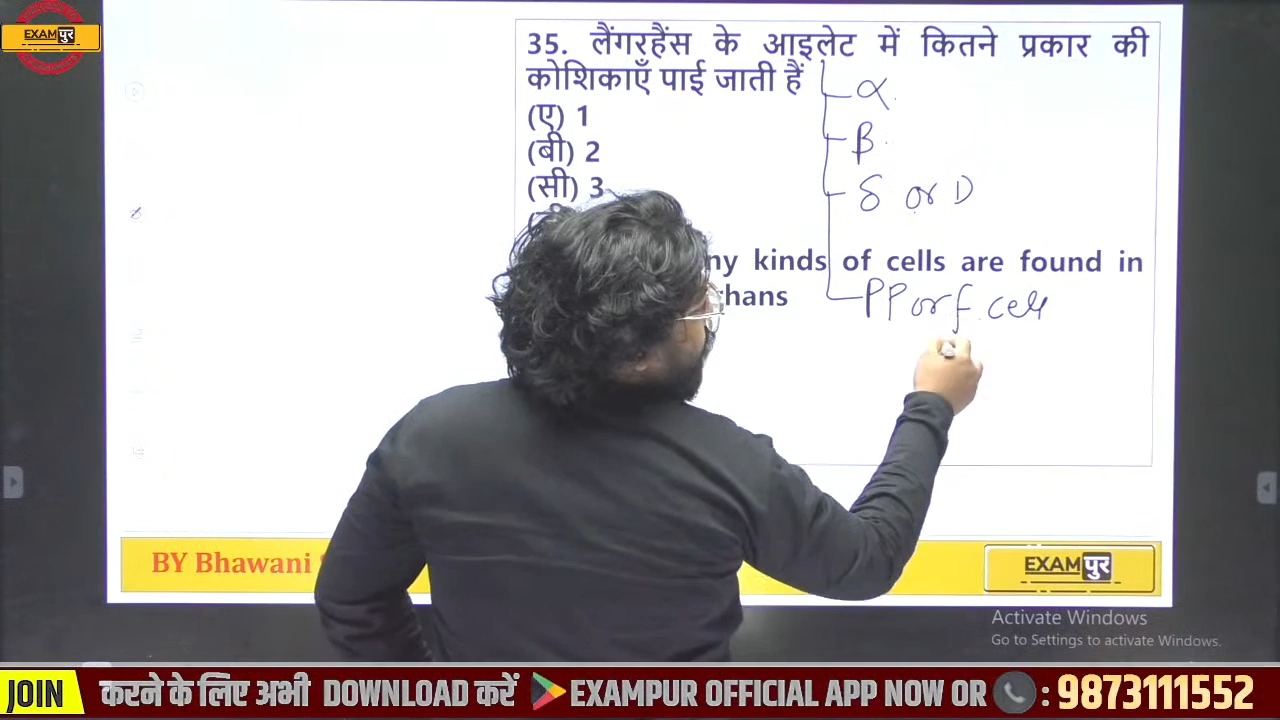 EXAMपुर
35. लैंगरहैंस के आइलेट में कितने प्रकार की
कोशिकाएँ पाई जाती हैं
(ए) 1
(बी) 2
(सी) 3
α
β
δ or D
kinds of cells are found in
PP or f. cell
BY Bhawani
EXAMपुर
Activate Windows
Go to Settings to activate Windows.
JOIN करने के लिए अभी DOWNLOAD करें EXAMPUR OFFICIAL APP NOW OR : 9873111552